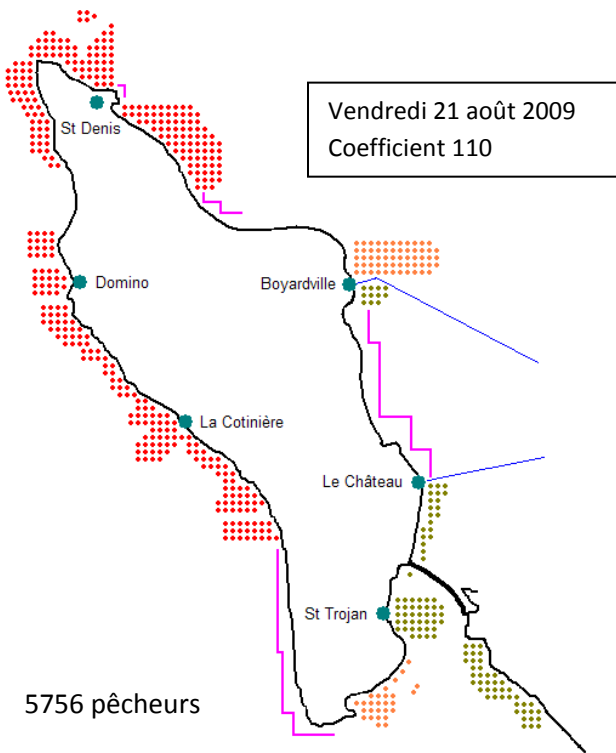 Vendredi 21 août 2009
Coefficient 110
St Denis
Domino
Boyardville
La Cotinière
Le Château
St Trojan
5756 pêcheurs